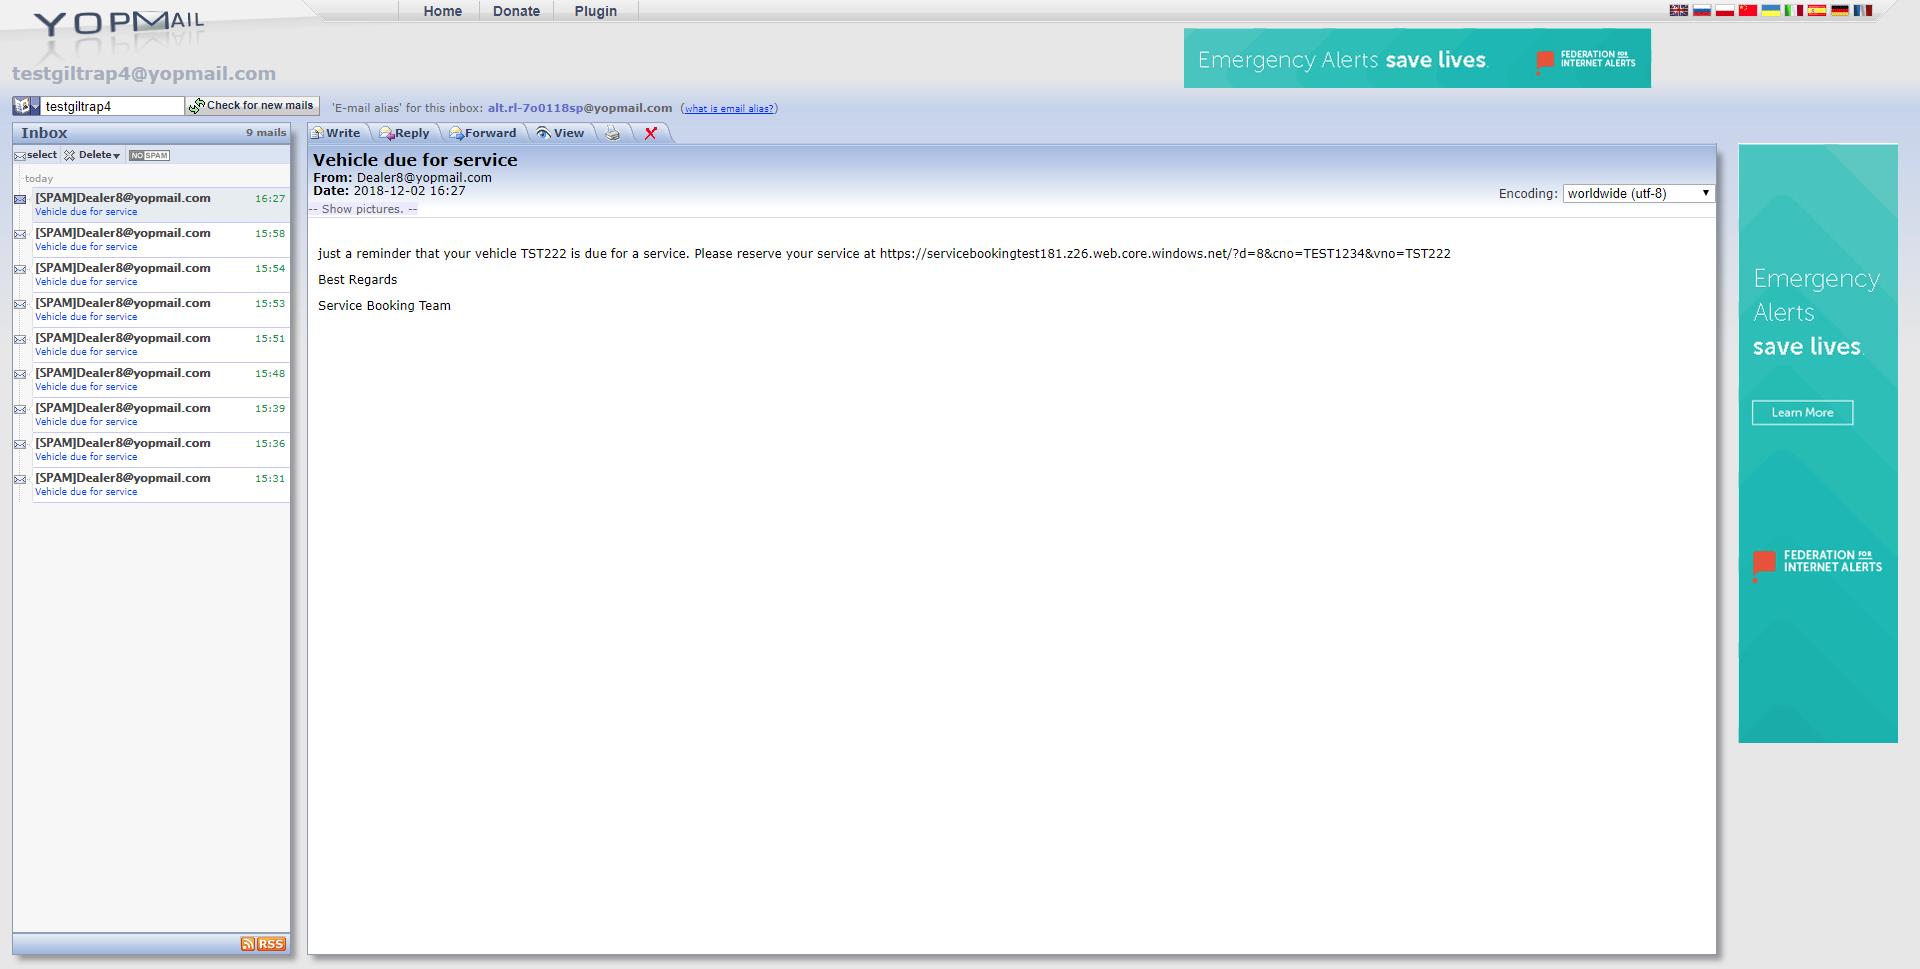 YOPMAIL
Home
Donate
Plugin
testgiltrap4@yopmail.com
Emergency Alerts save lives.
FEDERATION FOR
INTERNET ALERTS
testgiltrap4
Check for new mails
'E-mail alias' for this inbox: alt.rl-7o0118sp@yopmail.com (what is email alias?)
Inbox
9 mails
select
Delete
NO SPAM
today
[SPAM]Dealer8@yopmail.com 16:27
Vehicle due for service
[SPAM]Dealer8@yopmail.com 15:58
Vehicle due for service
[SPAM]Dealer8@yopmail.com 15:54
Vehicle due for service
[SPAM]Dealer8@yopmail.com 15:53
Vehicle due for service
[SPAM]Dealer8@yopmail.com 15:51
Vehicle due for service
[SPAM]Dealer8@yopmail.com 15:48
Vehicle due for service
[SPAM]Dealer8@yopmail.com 15:39
Vehicle due for service
[SPAM]Dealer8@yopmail.com 15:36
Vehicle due for service
[SPAM]Dealer8@yopmail.com 15:31
Vehicle due for service
RSS
Write
Reply
Forward
View
Vehicle due for service
From: Dealer8@yopmail.com
Date: 2018-12-02 16:27
Encoding: worldwide (utf-8)
-- Show pictures. --
just a reminder that your vehicle TST222 is due for a service. Please reserve your service at https://servicebookingtest181.z26.web.core.windows.net/?d=8&cno=TEST1234&vno=TST222
Best Regards
Service Booking Team
Emergency
Alerts
save lives.
Learn More
FEDERATION FOR
INTERNET ALERTS